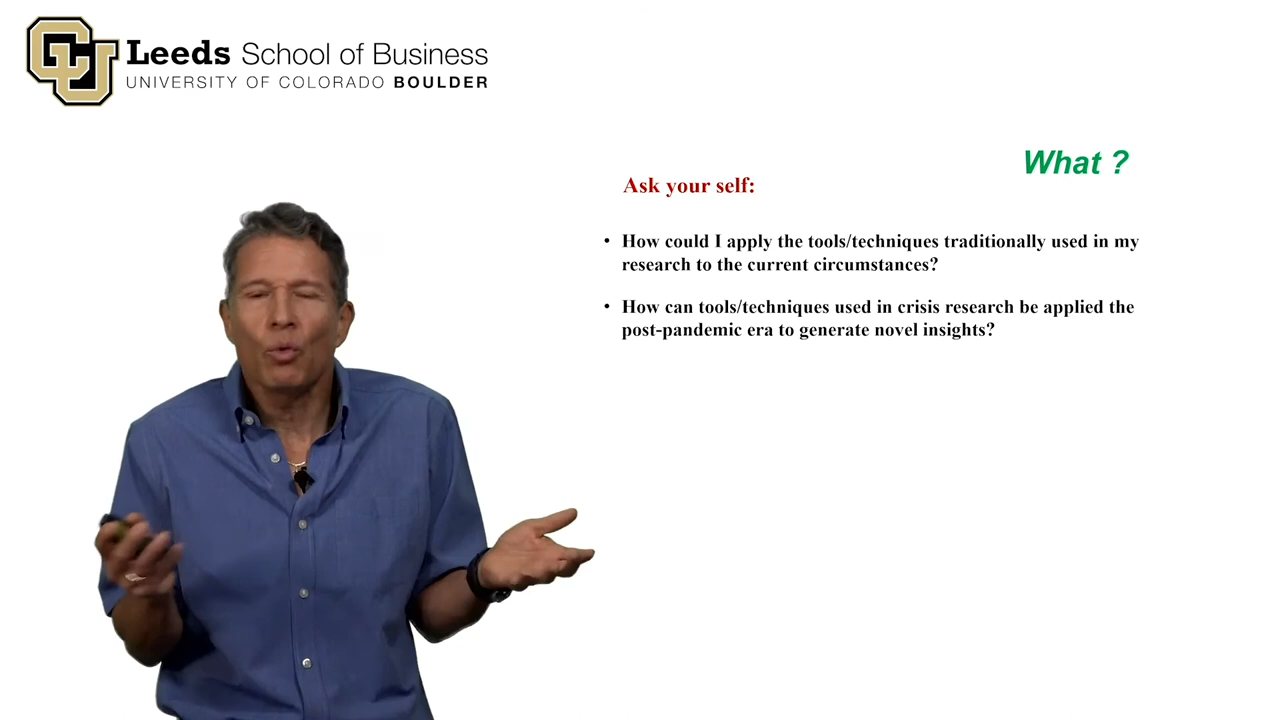 Leeds School of Business
UNIVERSITY OF COLORADO BOULDER
What ?
Ask your self:
• How could I apply the tools/techniques traditionally used in my
research to the current circumstances?
• How can tools/techniques used in crisis research be applied the
post-pandemic era to generate novel insights?